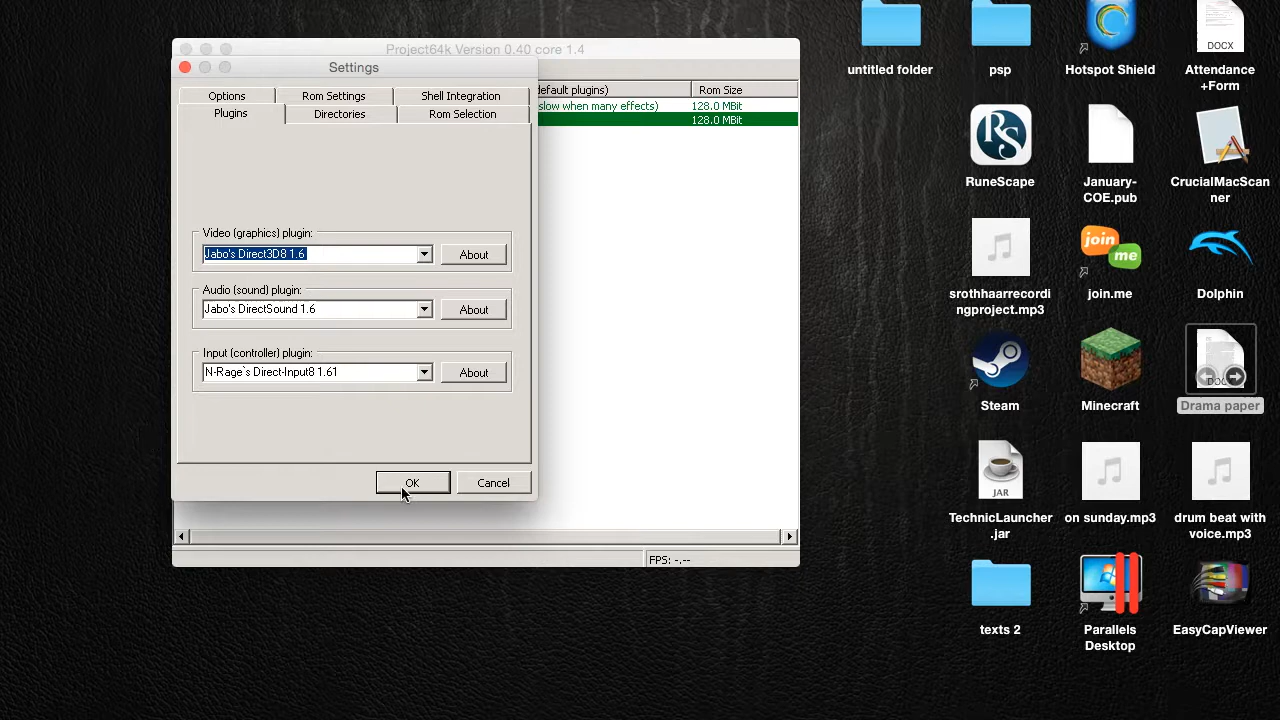 Project64k Version 0.40 core 1.4
Settings
Options
Rom Settings
Shell Integration
Plugins
Directories
Rom Selection
default plugins)
Rom Size
slow when many effects)
128.0 MBit
128.0 MBit
Video (graphics) plugin:
Jabo's Direct3D8 1.6
About
Audio (sound) plugin:
Jabo's DirectSound 1.6
About
Input (controller) plugin:
N-Rage`s Direct-Input8 1.61
About
OK
Cancel
FPS: -.--
untitled folder
psp
Hotspot Shield
DOCX
Attendance
+Form
RS
RuneScape
January-
COE.pub
CrucialMacScan
ner
srothhaarrecordi
ngproject.mp3
join
me
join.me
Dolphin
Steam
Minecraft
DOC
Drama paper
JAR
TechnicLauncher
.jar
on sunday.mp3
drum beat with
voice.mp3
texts 2
Parallels
Desktop
EasyCapViewer